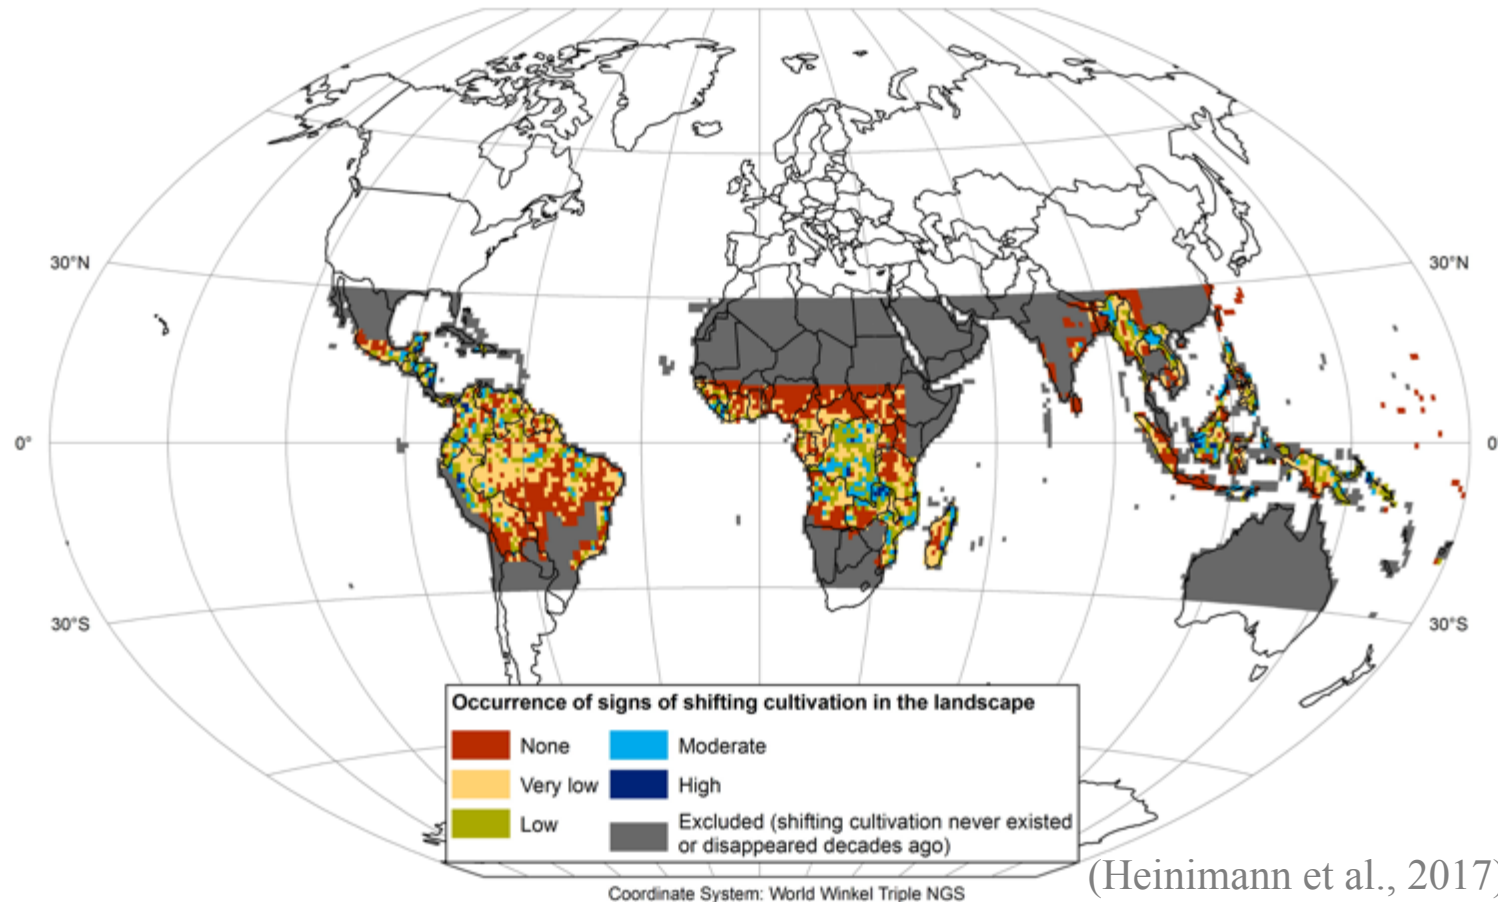 30°N
30°N
0°
0
30°S
30°S
Occurrence of signs of shifting cultivation in the landscape
None
Moderate
Very low
High
Low
Excluded (shifting cultivation never existed
or disappeared decades ago)
Coordinate System: World Winkel Triple NGS
(Heinimann et al., 2017)